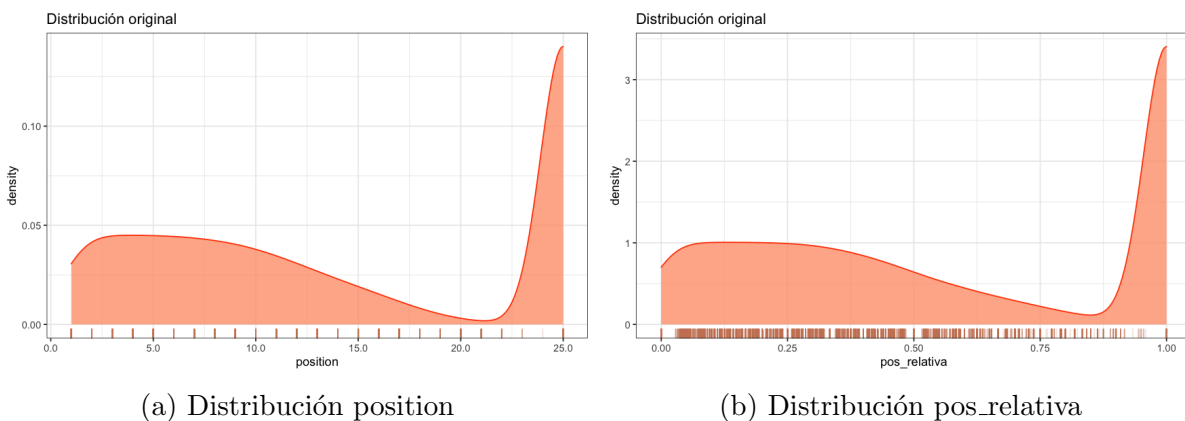 Distribución original
0.10
0.05
0.00
density
0.0
5.0
10.0
15.0
20.0
25.0
position
(a) Distribución position
Distribución original
3
2
1
0
density
0.00
0.25
0.50
0.75
1.00
pos_relativa
(b) Distribución pos_relativa